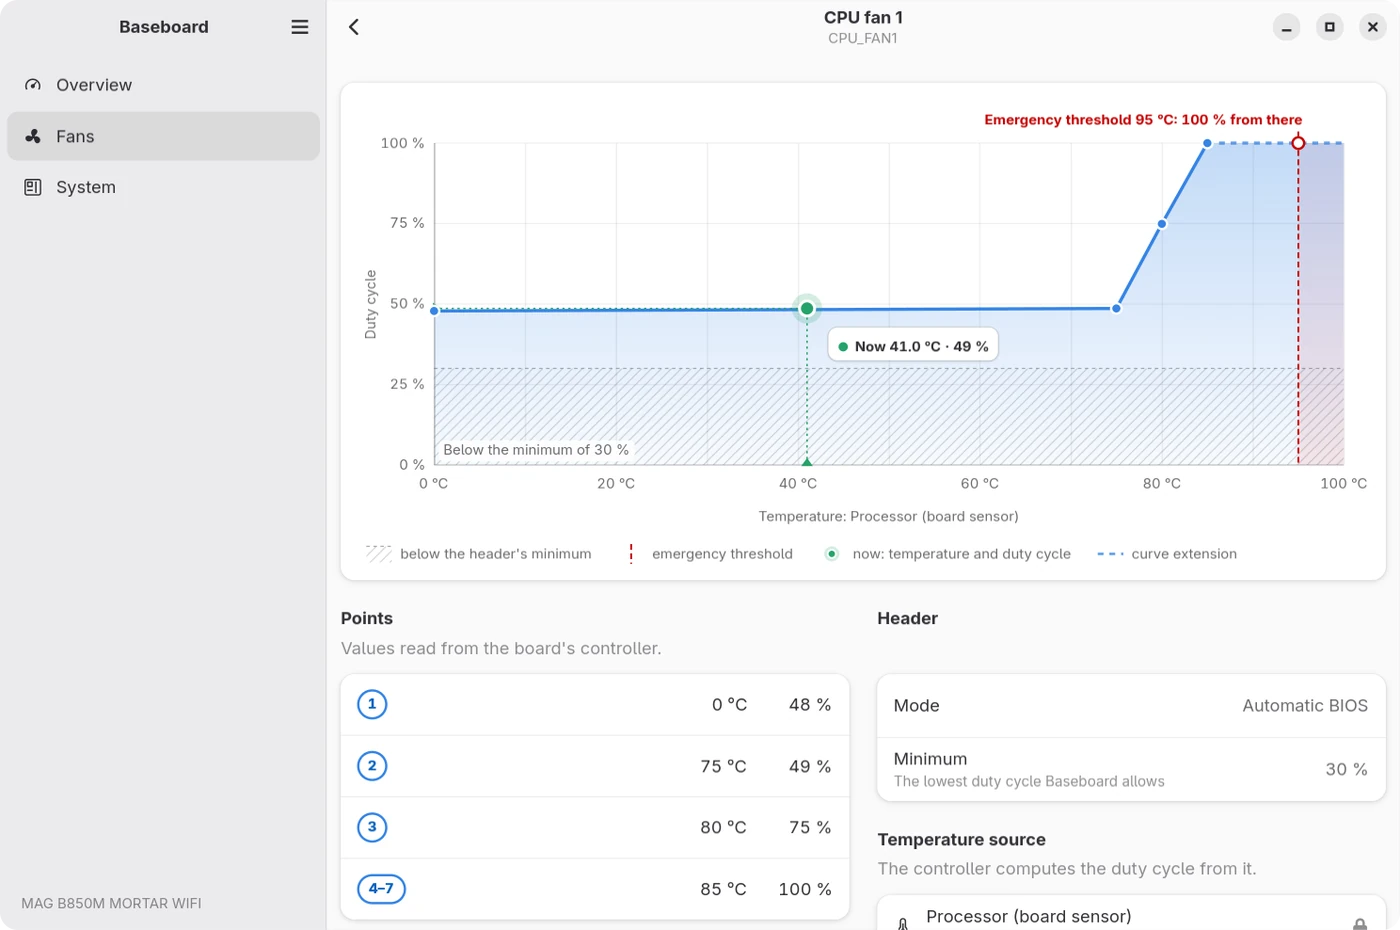 Baseboard
CPU fan 1
CPU_FAN1
Overview
Fans
System
Emergency threshold 95 °C: 100 % from there
100 %
75 %
50 %
25 %
0 %
Duty cycle
Now 41.0 °C · 49 %
Below the minimum of 30 %
0 °C 20 °C 40 °C 60 °C 80 °C 100 °C
Temperature: Processor (board sensor)
below the header's minimum emergency threshold now: temperature and duty cycle curve extension
Points
Values read from the board's controller.
1 0 °C 48 %
2 75 °C 49 %
3 80 °C 75 %
4–7 85 °C 100 %
Header
Mode Automatic BIOS
Minimum
The lowest duty cycle Baseboard allows
30 %
Temperature source
The controller computes the duty cycle from it.
Processor (board sensor)
MAG B850M MORTAR WIFI